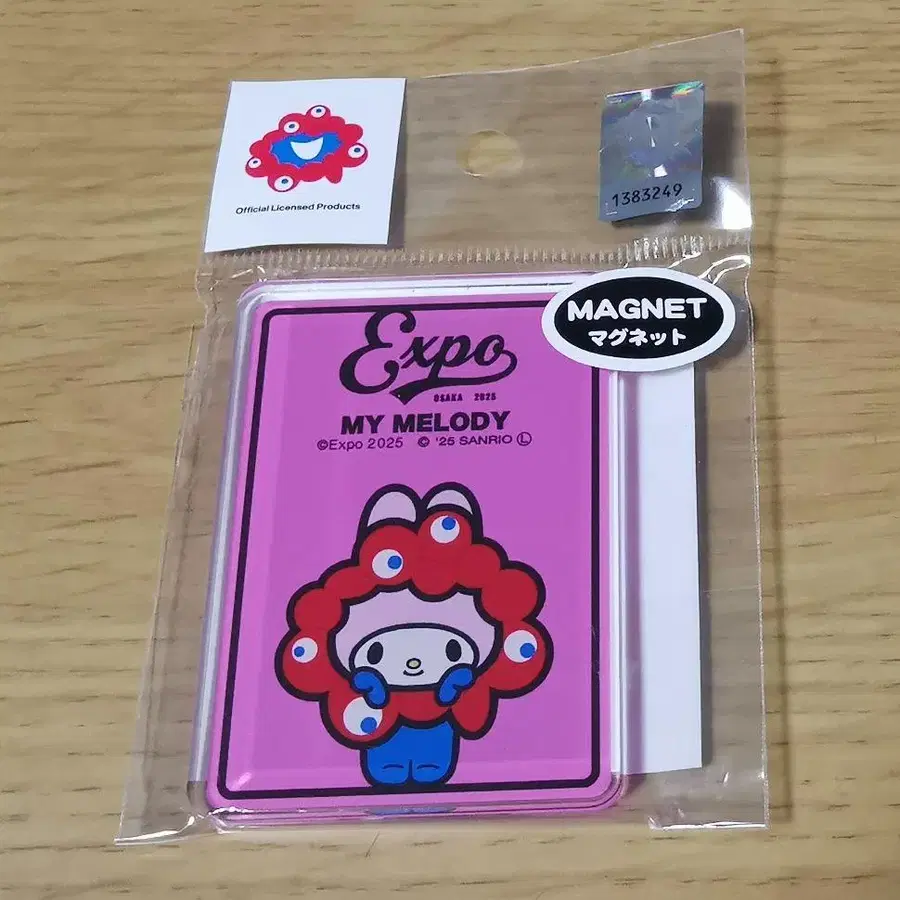 Official Licensed Products
1383249
MAGNET
マグネット
Expo
OSAKA 2025
MY MELODY
©Expo 2025 © '25 SANRIO Ⓛ